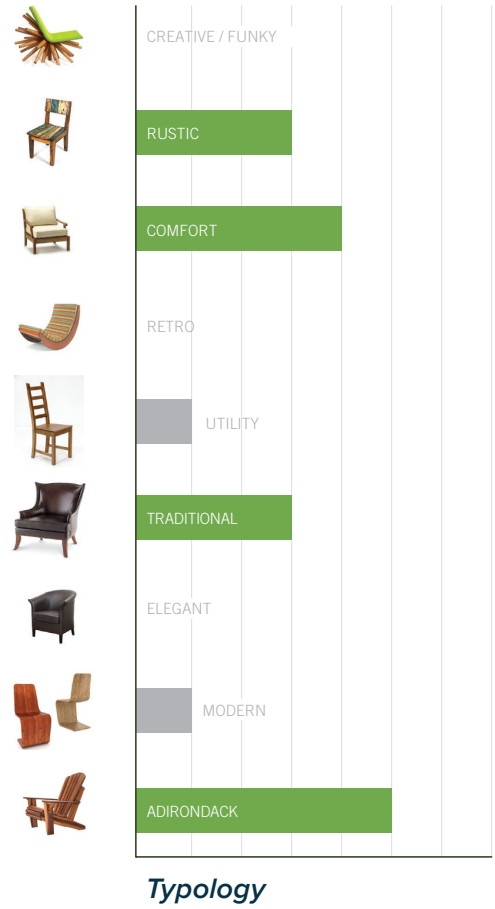 CREATIVE / FUNKY
RUSTIC
COMFORT
RETRO
UTILITY
TRADITIONAL
ELEGANT
MODERN
ADIRONDACK
Typology